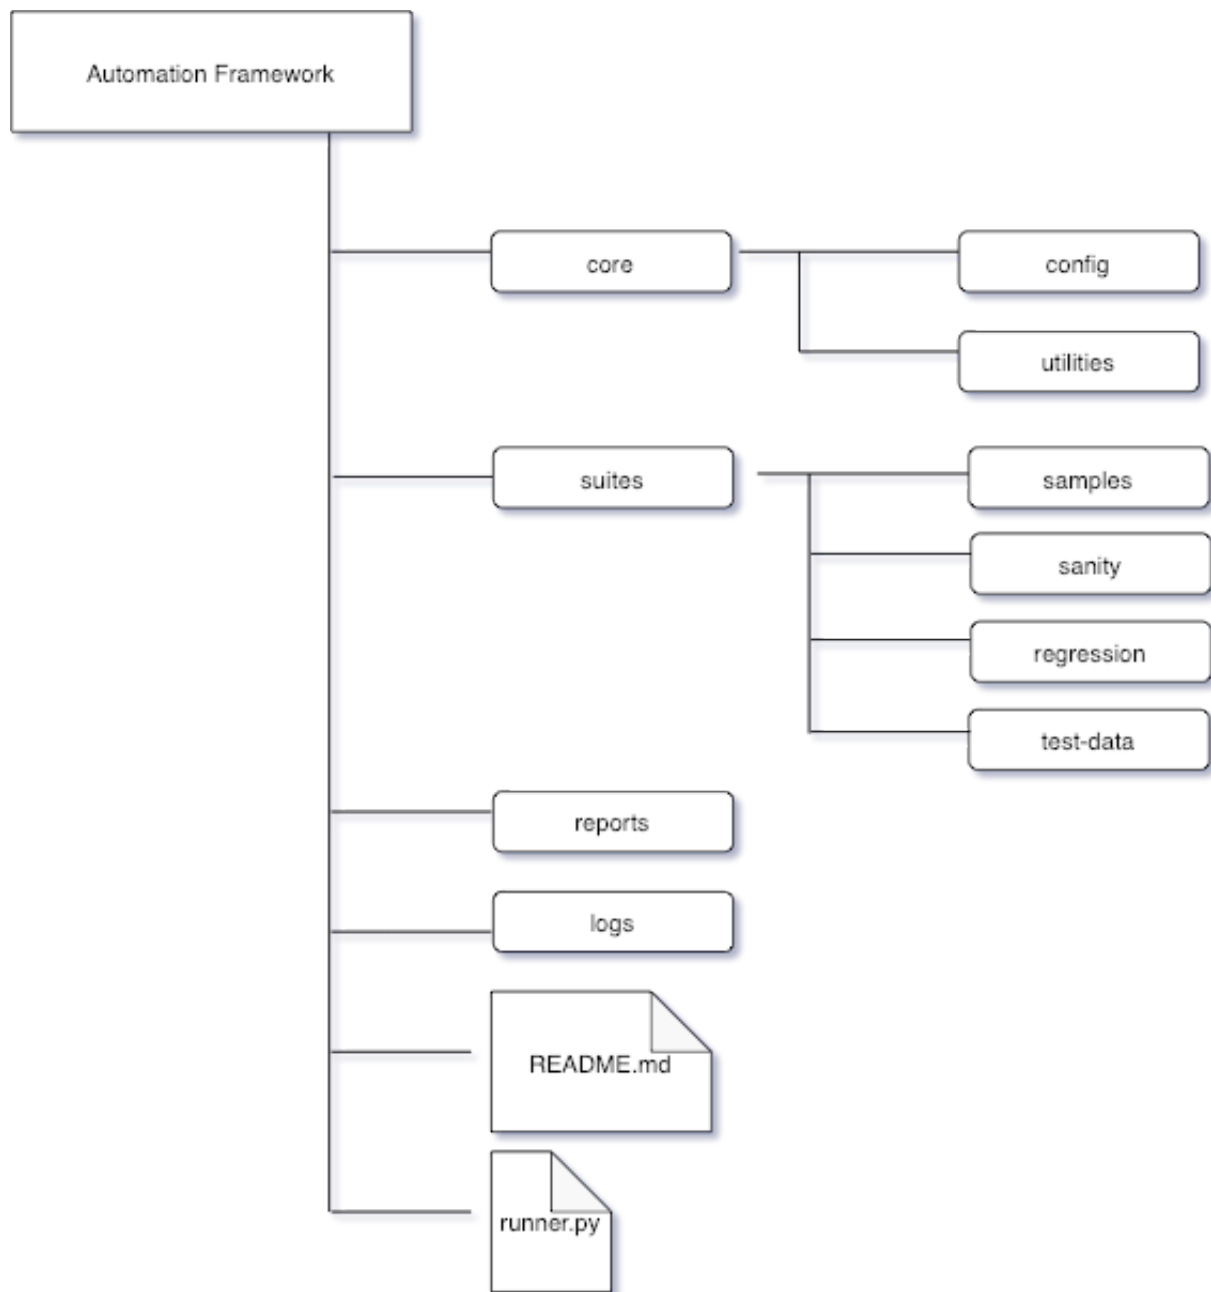 Automation Framework
core
config
utilities
suites
samples
sanity
regression
test-data
reports
logs
README.md
runner.py